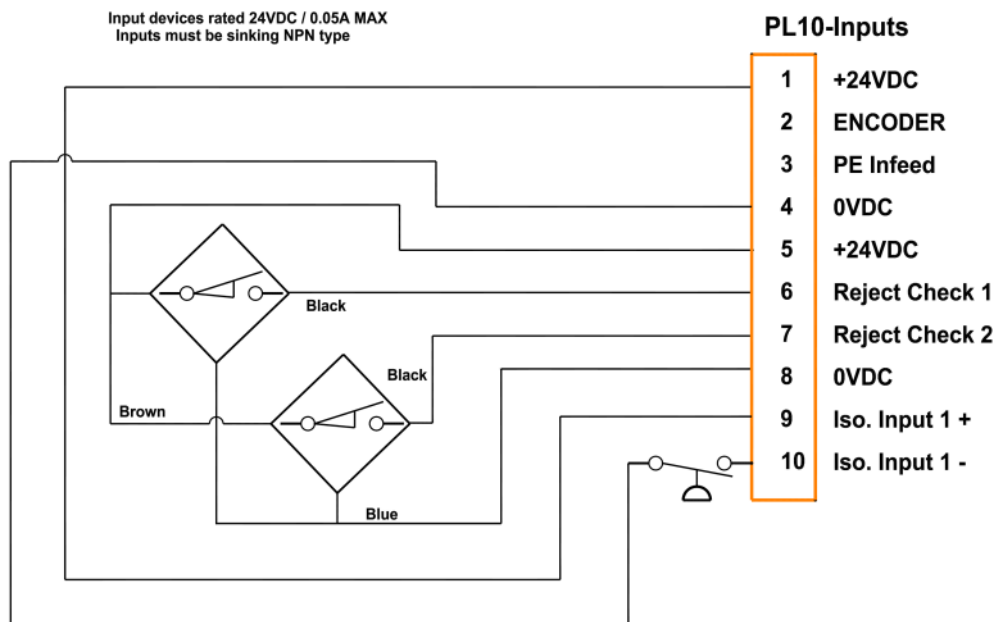 Input devices rated 24VDC / 0.05A MAX
Inputs must be sinking NPN type
PL10-Inputs
1 +24VDC
2 ENCODER
3 PE Infeed
4 0VDC
5 +24VDC
6 Reject Check 1
7 Reject Check 2
8 0VDC
9 Iso. Input 1 +
10 Iso. Input 1 -
Black
Black
Brown
Blue